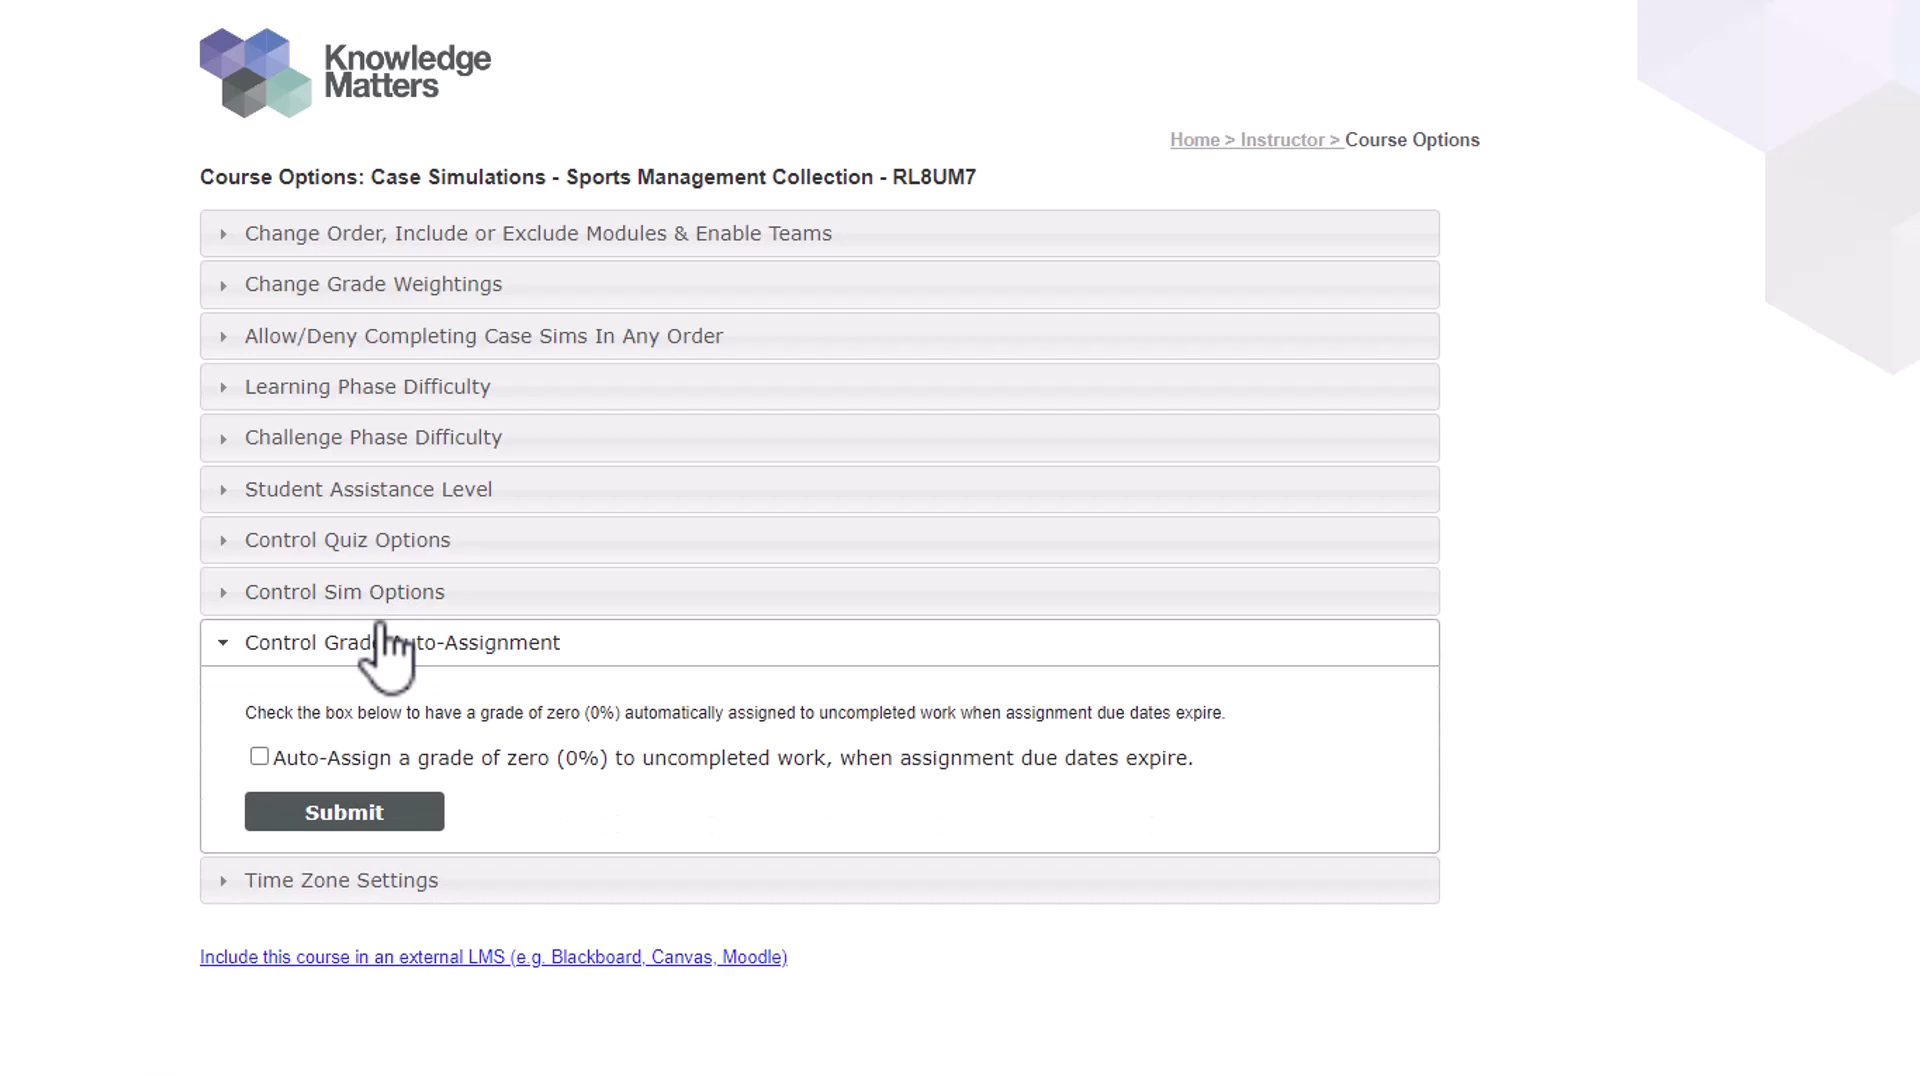 Knowledge
Matters
Home > Instructor > Course Options
Course Options: Case Simulations - Sports Management Collection - RL8UM7
Change Order, Include or Exclude Modules & Enable Teams
Change Grade Weightings
Allow/Deny Completing Case Sims In Any Order
Learning Phase Difficulty
Challenge Phase Difficulty
Student Assistance Level
Control Quiz Options
Control Sim Options
Control Grade Auto-Assignment
Check the box below to have a grade of zero (0%) automatically assigned to uncompleted work when assignment due dates expire.
Auto-Assign a grade of zero (0%) to uncompleted work, when assignment due dates expire.
Submit
Time Zone Settings
Include this course in an external LMS (e.g. Blackboard, Canvas, Moodle)